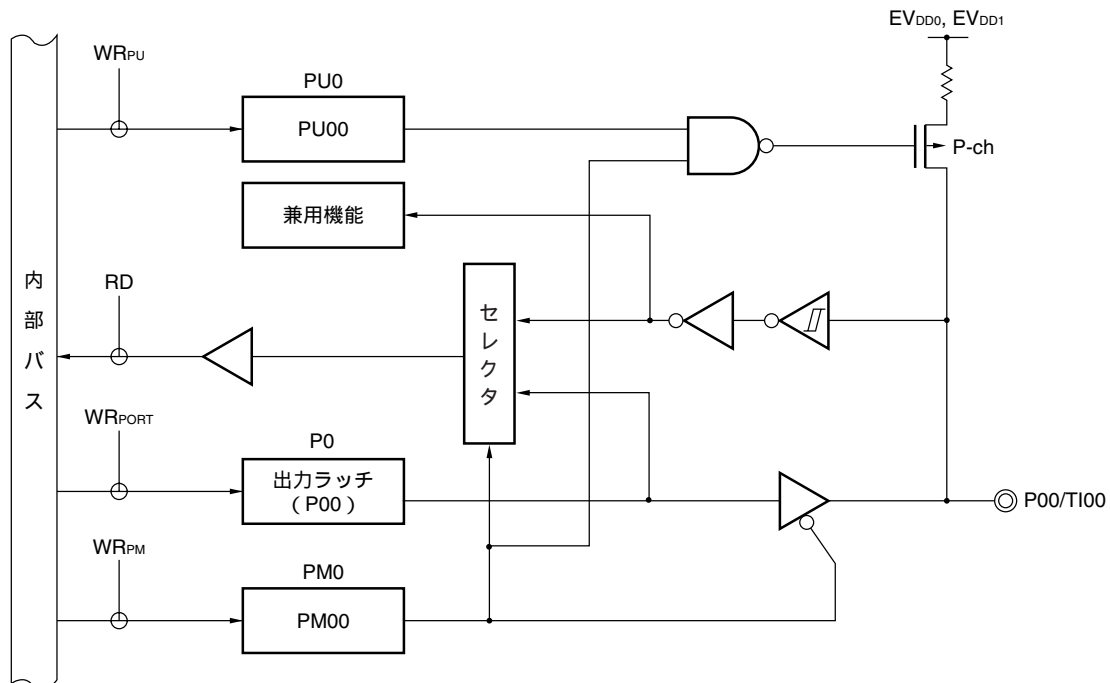 EVDD0, EVDD1
WRPU
PU0
PU00
P-ch
兼用機能
内部バス
RD
セレクタ
WRPORT
P0
出力ラッチ
（P00）
P00/TI00
WRPM
PM0
PM00